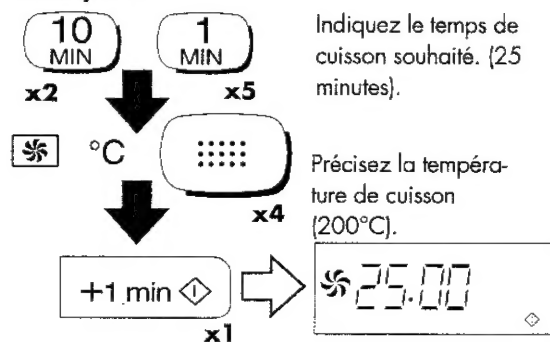 10
MIN
1
MIN
x2
x5
Indiquez le temps de
cuisson souhaité. (25
minutes).
°C
x4
Précisez la tempéra-
ture de cuisson
(200°C).
+1 min
x1
25.00